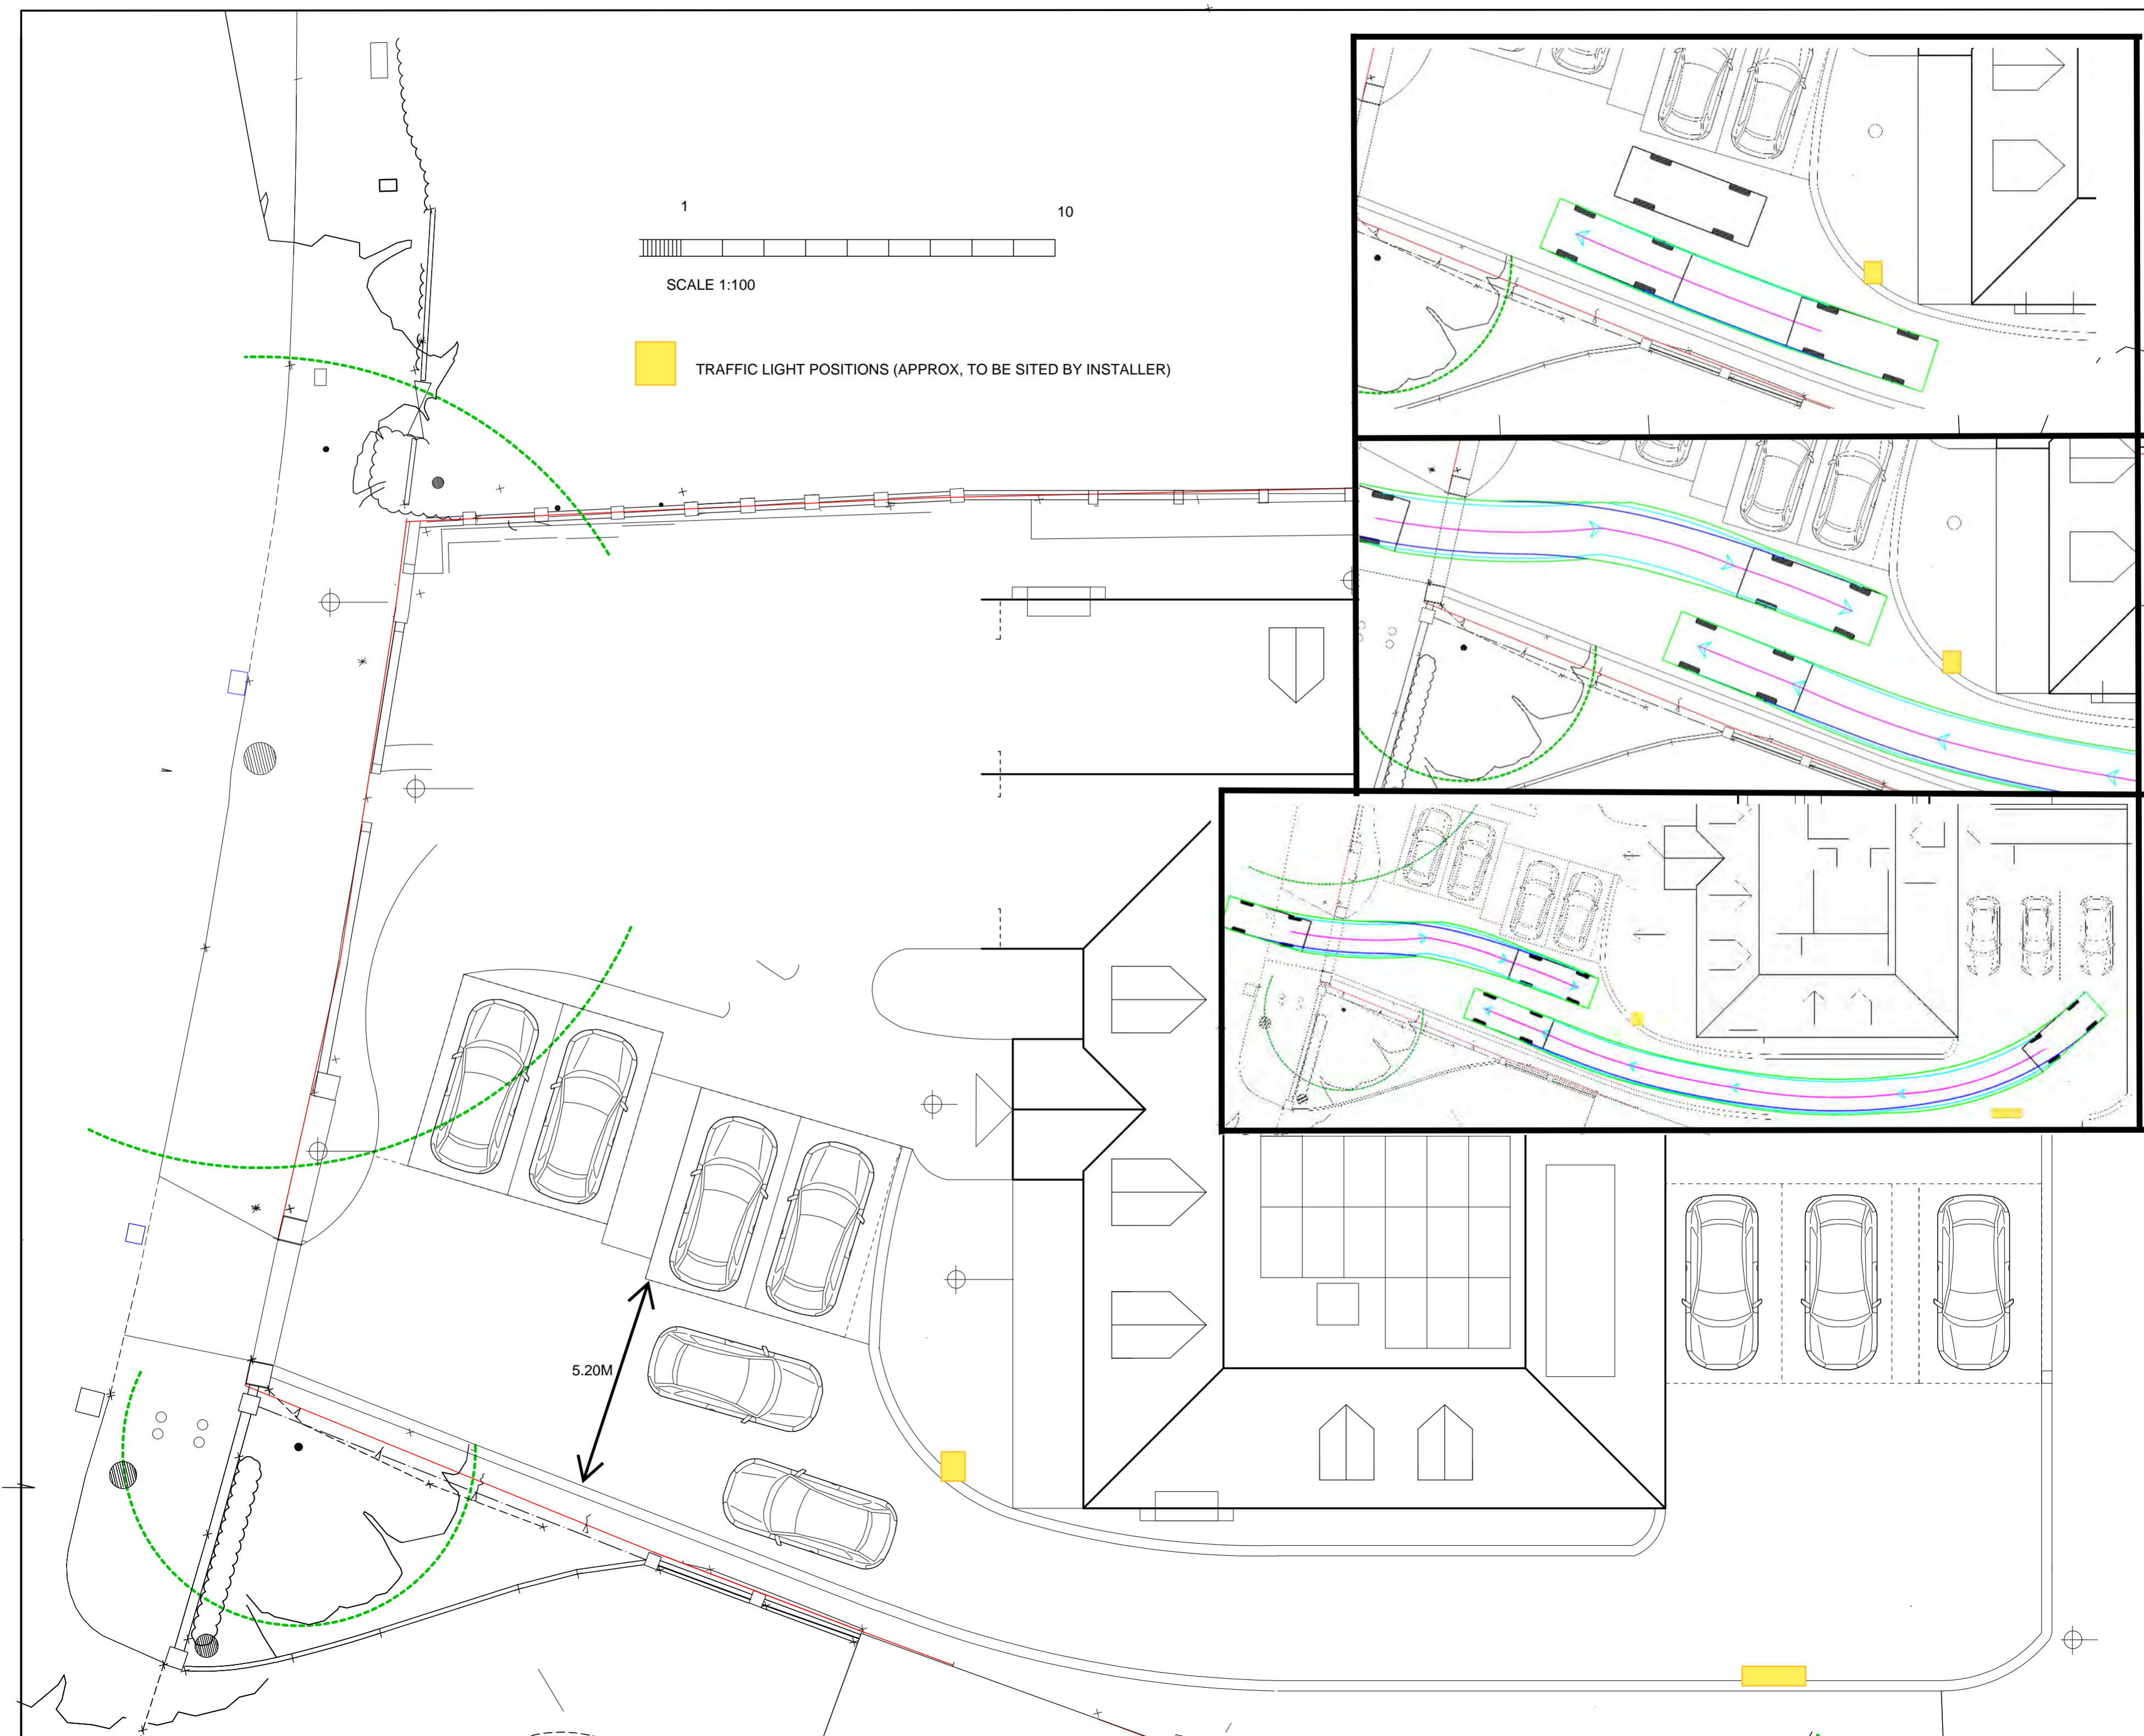 1 10
SCALE 1:100
TRAFFIC LIGHT POSITIONS (APPROX, TO BE SITED BY INSTALLER)
5.20M